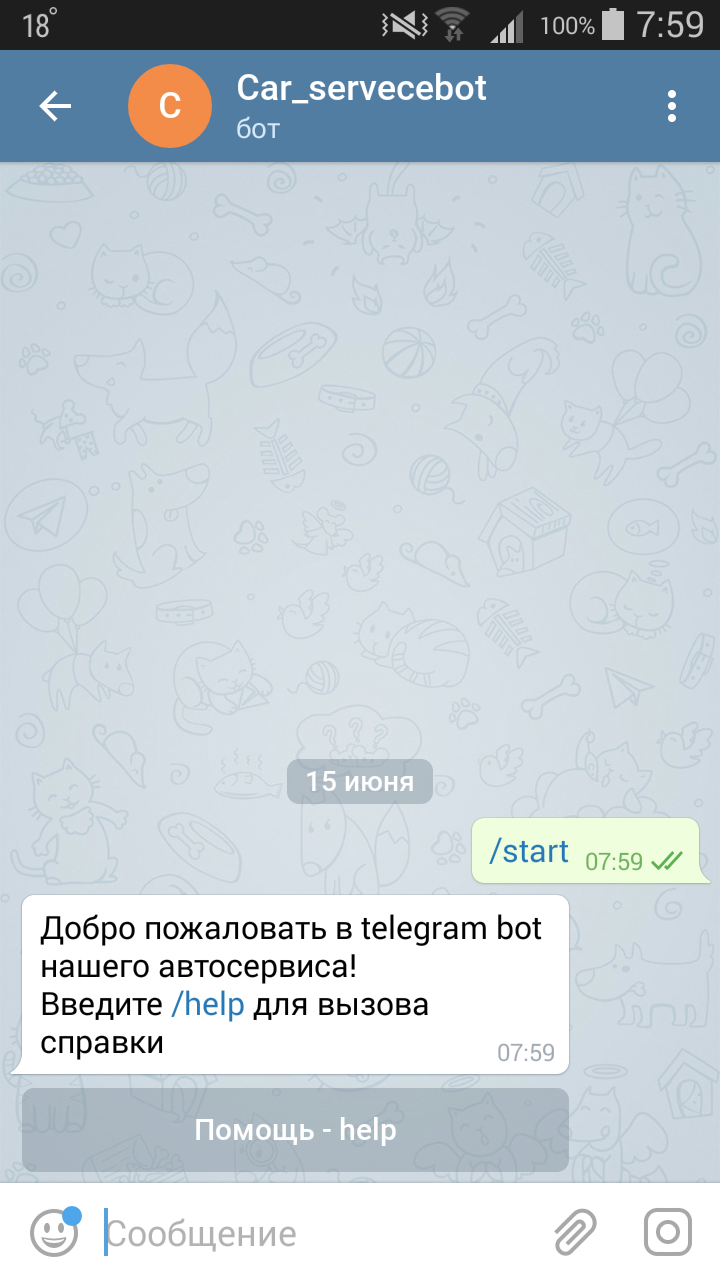 18°
100% 7:59
C
Car_servecebot
бот
15 июня
/start 07:59
Добро пожаловать в telegram bot
нашего автосервиса!
Введите /help для вызова
справки
07:59
Помощь - help
Сообщение